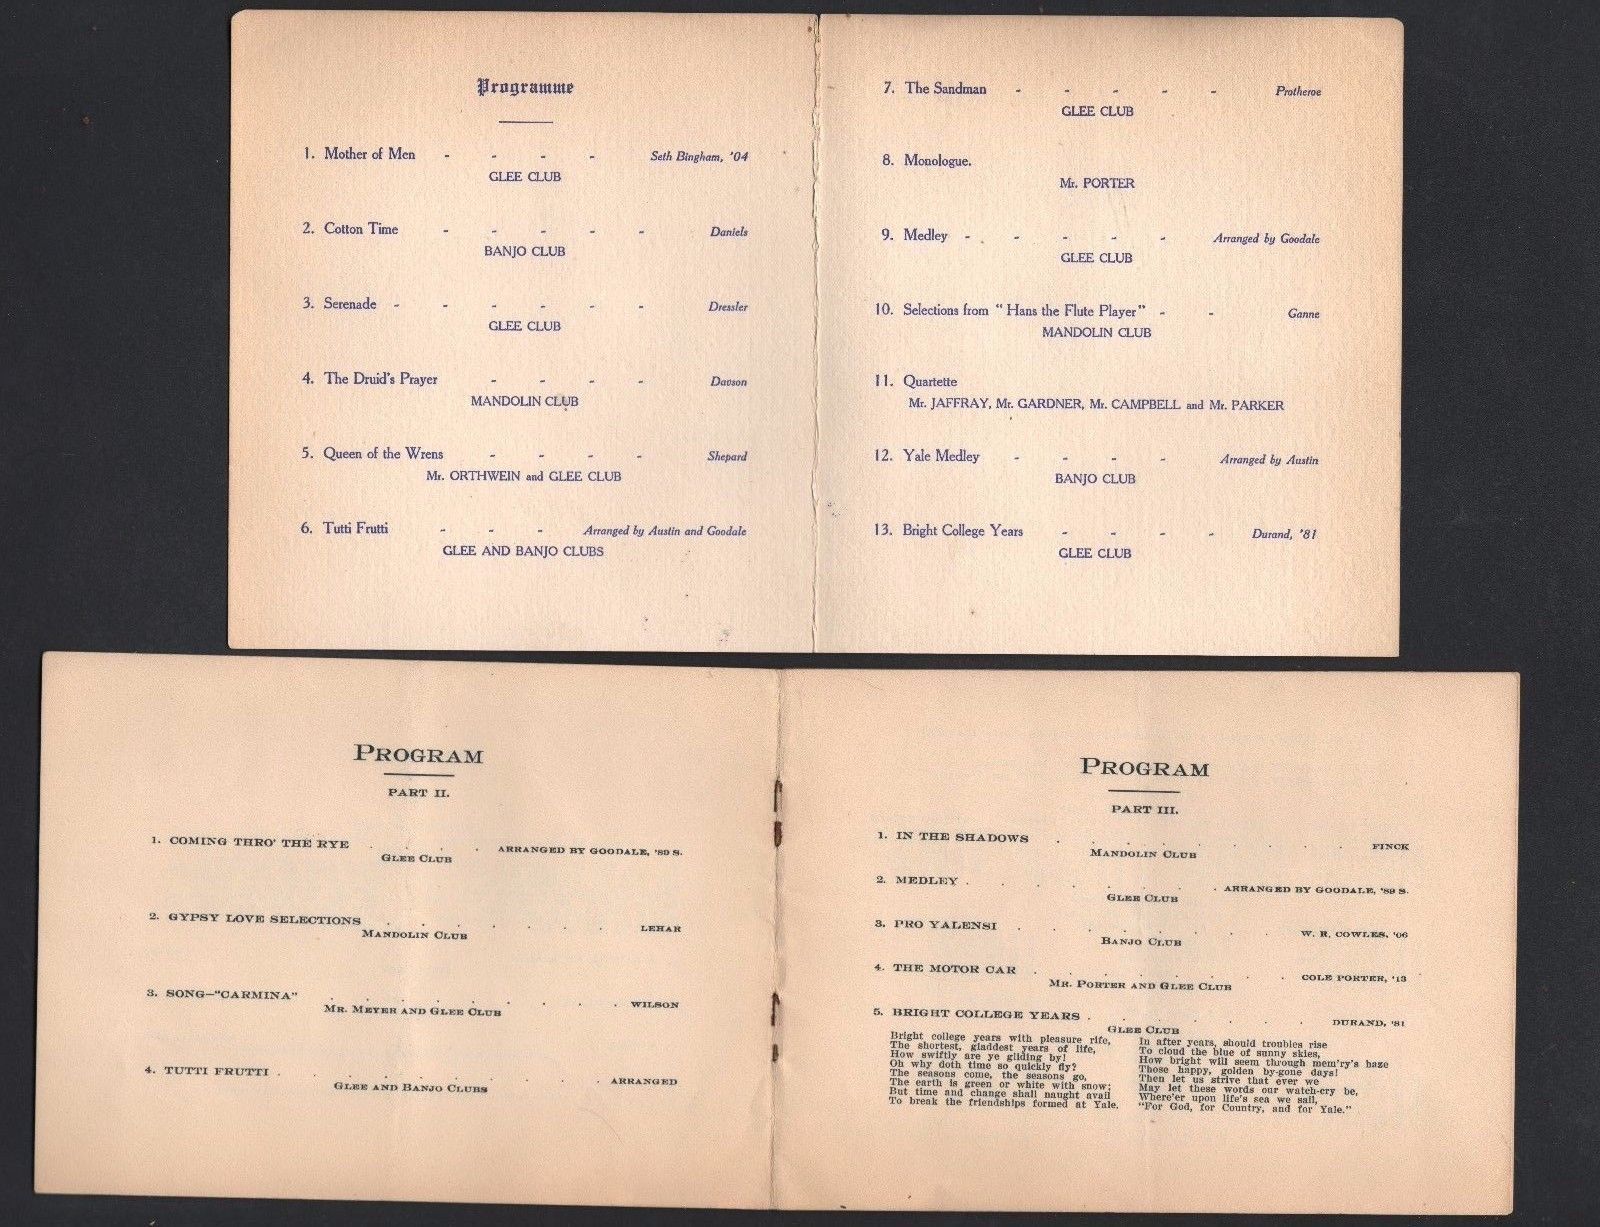 Programme
1. Mother of Men - - - - Seth Bingham, '04
GLEE CLUB
2. Cotton Time - - - - - Daniels
BANJO CLUB
3. Serenade - - - - - - Dressler
GLEE CLUB
4. The Druid's Prayer - - - - Davson
MANDOLIN CLUB
5. Queen of the Wrens - - - - Shepard
Mr. ORTHWEIN and GLEE CLUB
6. Tutti Frutti - - - Arranged by Austin and Goodale
GLEE AND BANJO CLUBS
7. The Sandman - - - - - Protheroe
GLEE CLUB
8. Monologue.
Mr. PORTER
9. Medley - - - - - Arranged by Goodale
GLEE CLUB
10. Selections from "Hans the Flute Player" - - Ganne
MANDOLIN CLUB
11. Quartette
Mr. JAFFRAY, Mr. GARDNER, Mr. CAMPBELL and Mr. PARKER
12. Yale Medley - - - - Arranged by Austin
BANJO CLUB
13. Bright College Years - - - - Durand, '81
GLEE CLUB
PROGRAM
PART II.
1. COMING THRO' THE RYE . . . ARRANGED BY GOODALE, '89 S.
GLEE CLUB
2. GYPSY LOVE SELECTIONS . . . . . . LEHAR
MANDOLIN CLUB
3. SONG—"CARMINA" . . . . . . . WILSON
MR. MEYER AND GLEE CLUB
4. TUTTI FRUTTI . . . . . . . ARRANGED
GLEE AND BANJO CLUBS
PROGRAM
PART III.
1. IN THE SHADOWS . . . . . . . FINCK
MANDOLIN CLUB
2. MEDLEY . . . . . . . ARRANGED BY GOODALE, '89 S.
GLEE CLUB
3. PRO YALENSI . . . . . . . W. R. COWLES, '06
BANJO CLUB
4. THE MOTOR CAR . . . . . . . COLE PORTER, '13
MR. PORTER AND GLEE CLUB
5. BRIGHT COLLEGE YEARS . . . . . . DURAND, '81
GLEE CLUB
Bright college years with pleasure rife,
The shortest, gladdest years of life,
How swiftly are ye gliding by!
Oh why doth time so quickly fly?
The seasons come, the seasons go,
The earth is green or white with snow;
But time and change shall naught avail
To break the friendships formed at Yale.
In after years, should troubles rise
To cloud the blue of sunny skies,
How bright will seem through mem'ry's haze
Those happy, golden by-gone days!
Then let us strive that ever we
May let these words our watch-cry be,
Where'er upon life's sea we sail,
"For God, for Country, and for Yale."